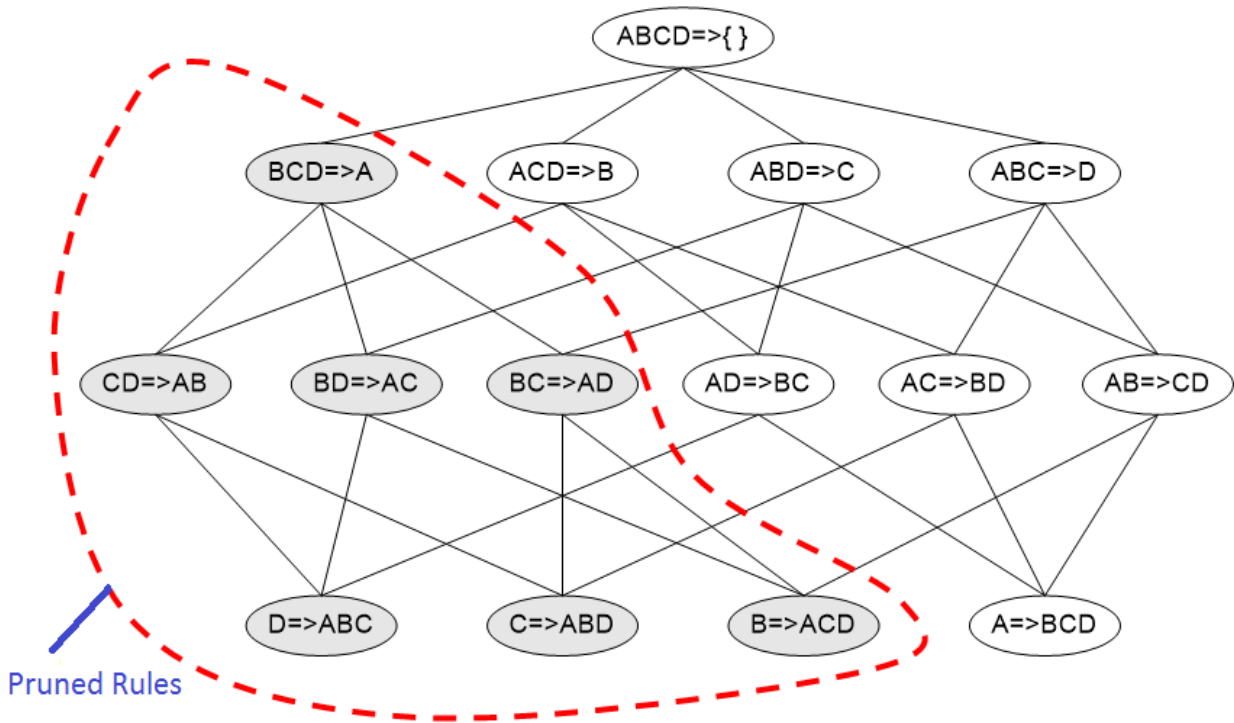 ABCD=>{ }
BCD=>A
ACD=>B
ABD=>C
ABC=>D
CD=>AB
BD=>AC
BC=>AD
AD=>BC
AC=>BD
AB=>CD
D=>ABC
C=>ABD
B=>ACD
A=>BCD
Pruned Rules